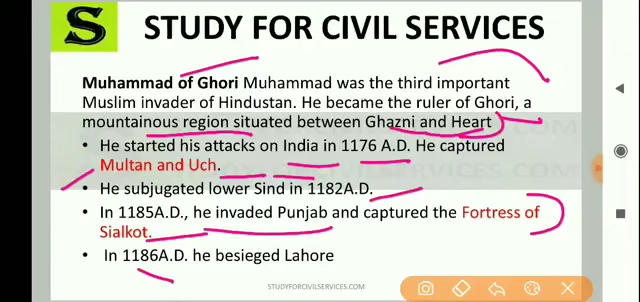 S
STUDY FOR CIVIL SERVICES
Muhammad of Ghori Muhammad was the third important
Muslim invader of Hindustan. He became the ruler of Ghori, a
mountainous region situated between Ghazni and Heart
• He started his attacks on India in 1176 A.D. He captured
Multan and Uch.
• He subjugated lower Sind in 1182A.D.
• In 1185A.D., he invaded Punjab and captured the Fortress of
Sialkot.
• In 1186A.D. he besieged Lahore
STUDYFORCIVILSERVICES.COM